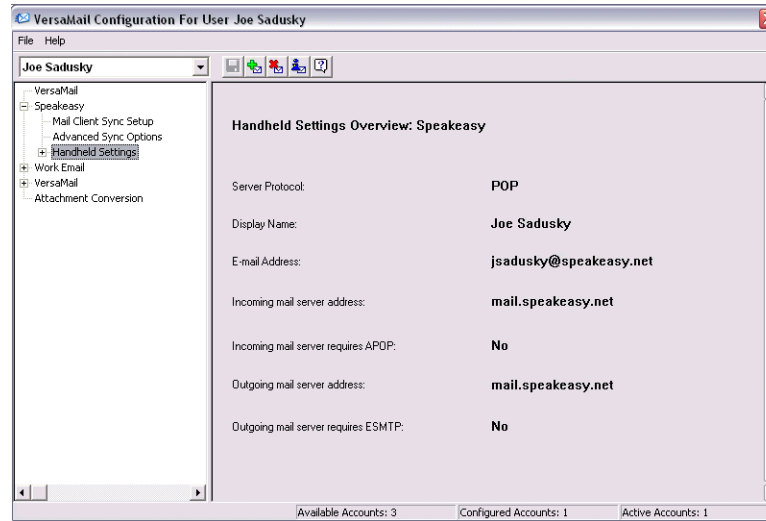 VersaMail Configuration For User Joe Sadusky
File Help
Joe Sadusky
VersaMail
Speakeasy
Mail Client Sync Setup
Advanced Sync Options
Handheld Settings
Work Email
VersaMail
Attachment Conversion
Handheld Settings Overview: Speakeasy
Server Protocol: POP
Display Name: Joe Sadusky
E-mail Address: jsadusky@speakeasy.net
Incoming mail server address: mail.speakeasy.net
Incoming mail server requires APOP: No
Outgoing mail server address: mail.speakeasy.net
Outgoing mail server requires ESMTP: No
Available Accounts: 3 Configured Accounts: 1 Active Accounts: 1